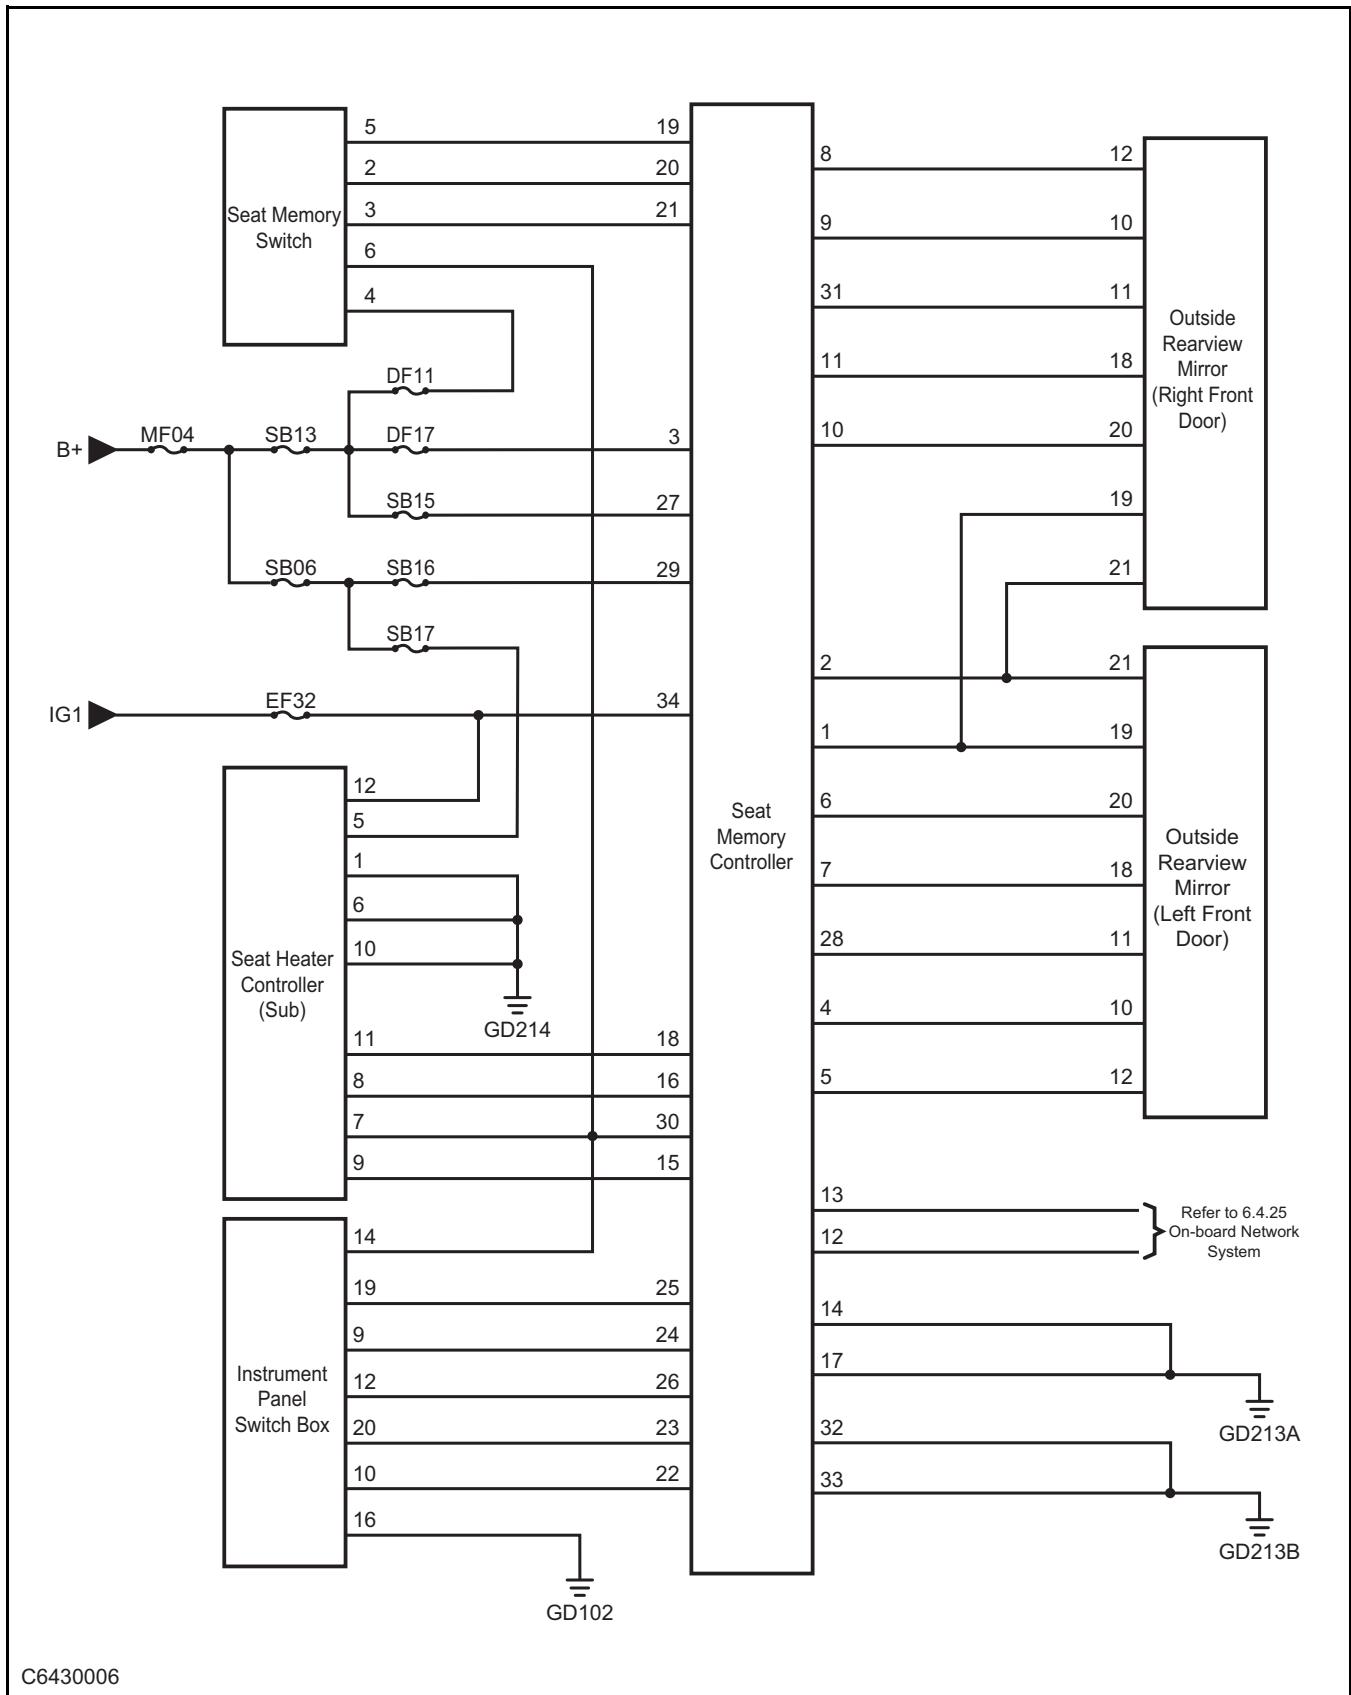 5 19
2 20
3 21
6
4
Seat Memory
Switch
DF11
B+ MF04 SB13 DF17 3
SB15 27
SB06 SB16 29
SB17
IG1 EF32 34
12
5
1
6
10
Seat Heater
Controller
(Sub)
GD214
11 18
8 16
7 30
9 15
14
19 25
9 24
12 26
20 23
10 22
16
Instrument
Panel
Switch Box
GD102
Seat
Memory
Controller
8 12
9 10
31 11
11 18
10 20
19
21
Outside
Rearview
Mirror
(Right Front
Door)
2 21
1 19
6 20
7 18
28 11
4 10
5 12
Outside
Rearview
Mirror
(Left Front
Door)
13
12
Refer to 6.4.25
On-board Network
System
14
17
GD213A
32
33
GD213B
C6430006